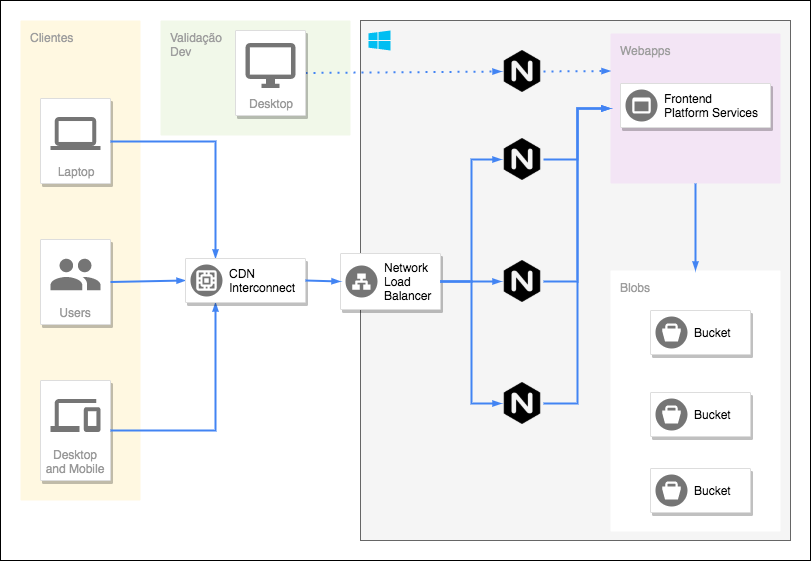 Clientes
Validação
Dev
Desktop
Laptop
Users
Desktop
and Mobile
CDN
Interconnect
Network
Load
Balancer
N
N
N
N
Webapps
Frontend
Platform Services
Blobs
Bucket
Bucket
Bucket